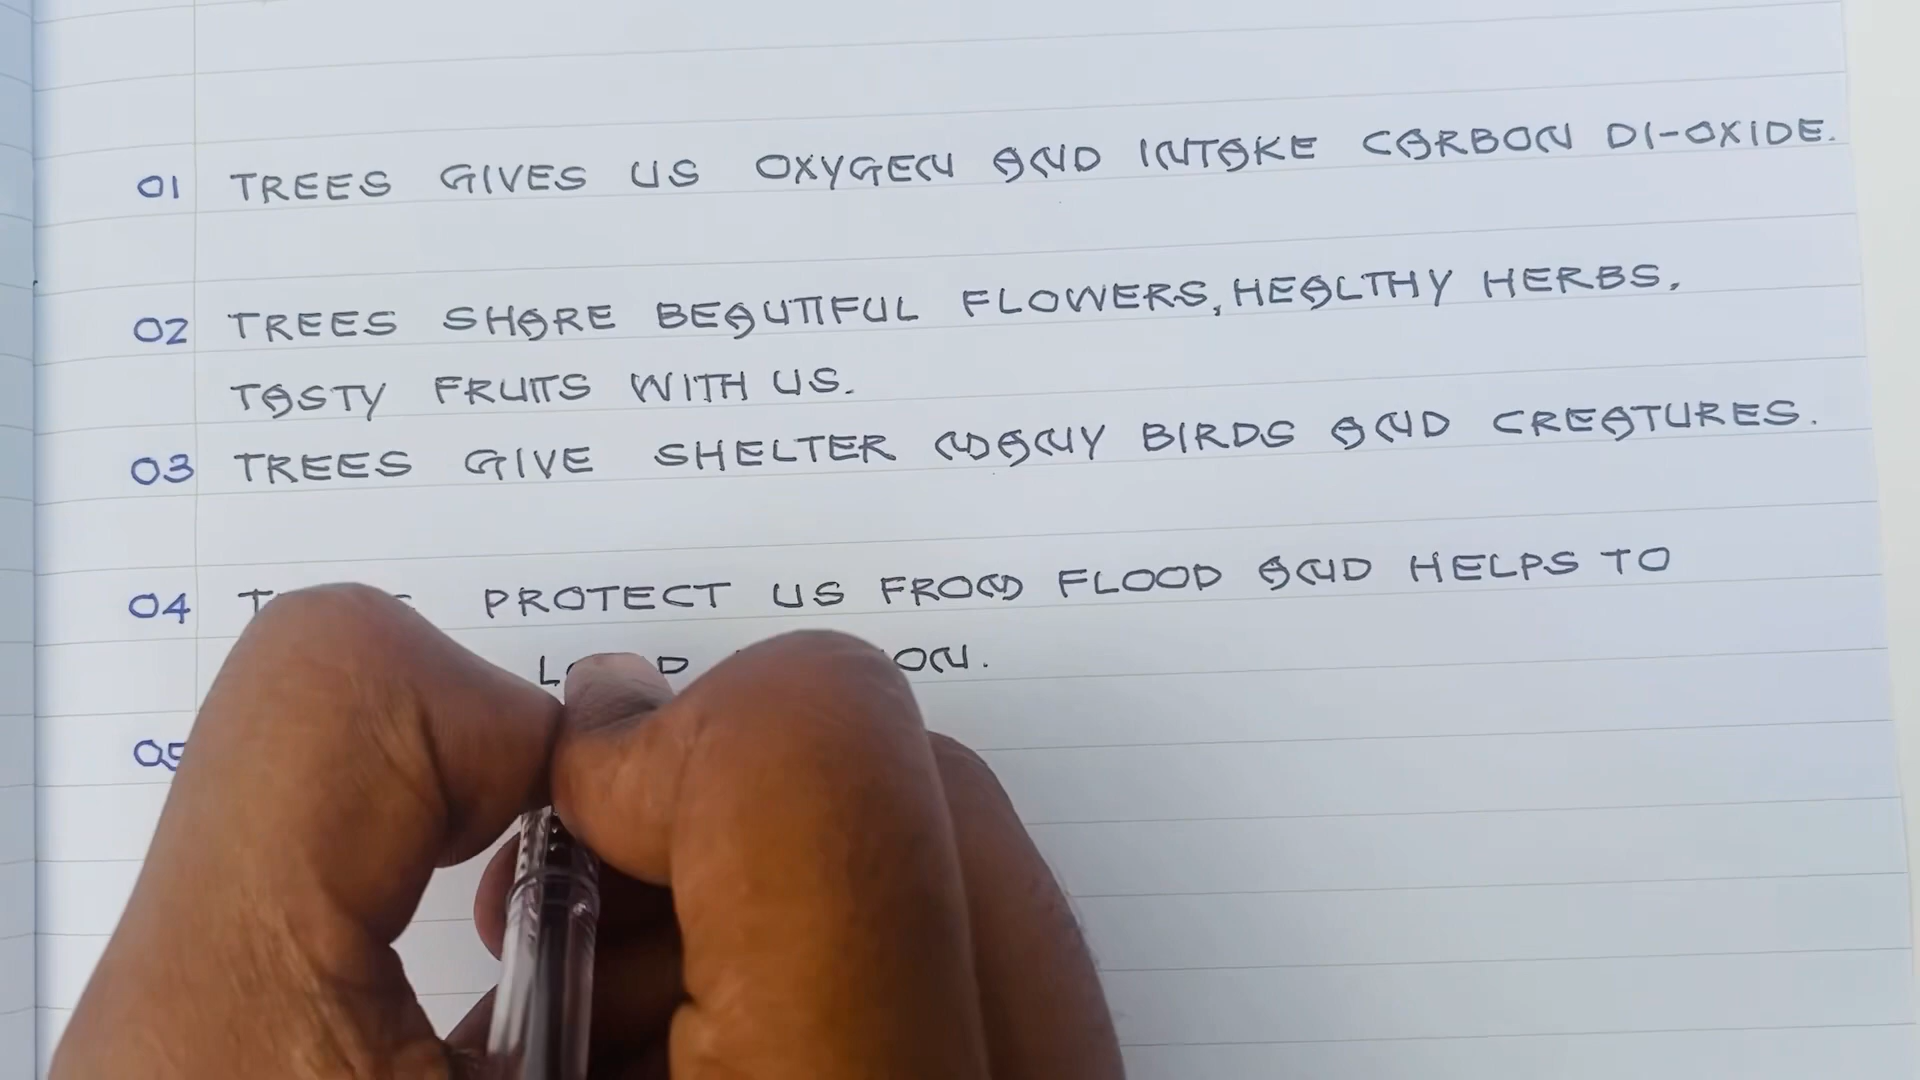 01 TREES GIVES US OXYGEN AND INTAKE CARBON DI-OXIDE.
02 TREES SHARE BEAUTIFUL FLOWERS, HEALTHY HERBS,
TASTY FRUITS WITH US.
03 TREES GIVE SHELTER MANY BIRDS AND CREATURES.
04 PROTECT US FROM FLOOD AND HELPS TO
05